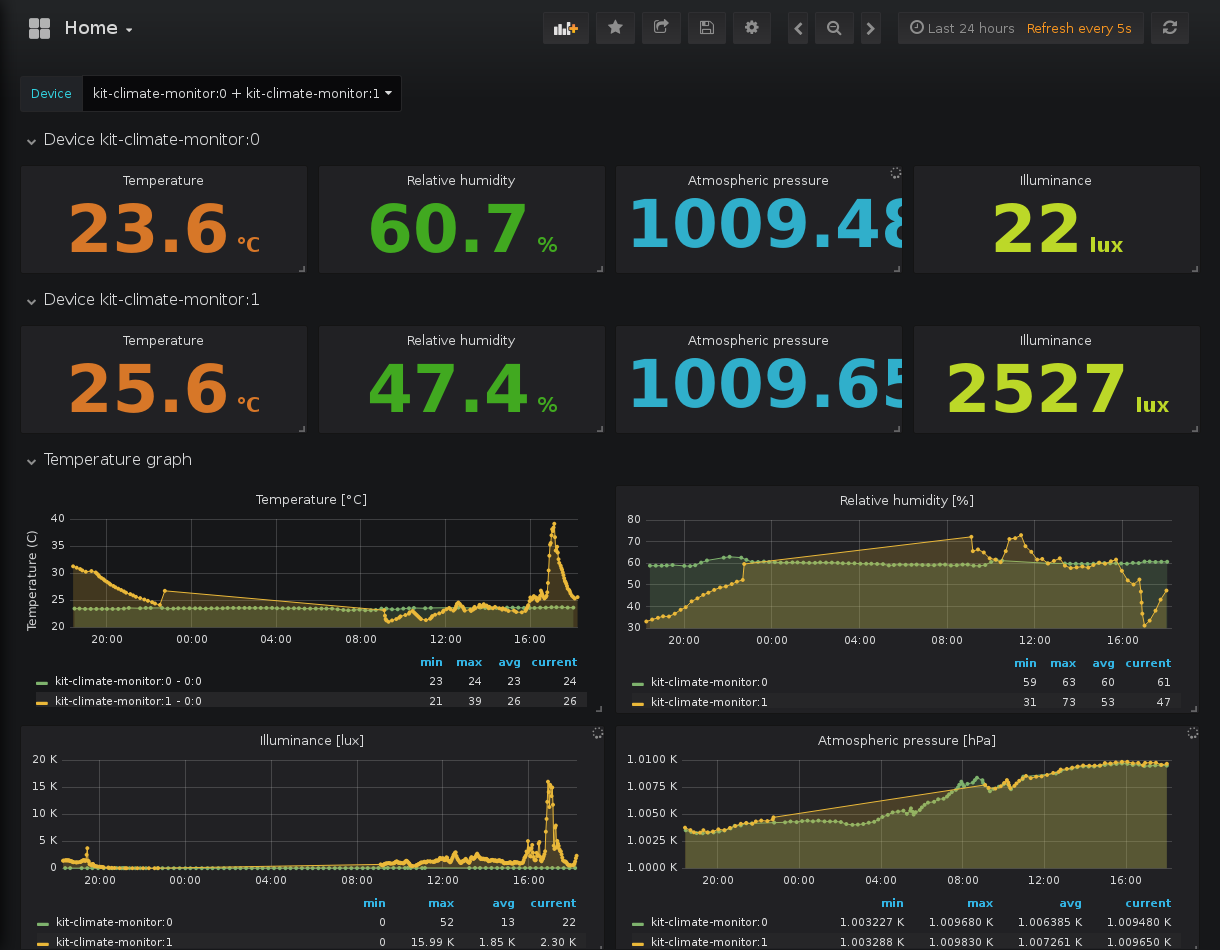 Home
Last 24 hours Refresh every 5s
Device kit-climate-monitor:0 + kit-climate-monitor:1
Device kit-climate-monitor:0
Temperature Relative humidity Atmospheric pressure Illuminance
23.6 °C 60.7 % 1009.48 22 lux
Device kit-climate-monitor:1
Temperature Relative humidity Atmospheric pressure Illuminance
25.6 °C 47.4 % 1009.65 2527 lux
Temperature graph
Temperature [°C]
Temperature (C)
40
35
30
25
20
20:00 00:00 04:00 08:00 12:00 16:00
min max avg current
kit-climate-monitor:0 - 0:0 23 24 23 24
kit-climate-monitor:1 - 0:0 21 39 26 26
Relative humidity [%]
80
70
60
50
40
30
20:00 00:00 04:00 08:00 12:00 16:00
min max avg current
kit-climate-monitor:0 59 63 60 61
kit-climate-monitor:1 31 73 53 47
Illuminance [lux]
20 K
15 K
10 K
5 K
0
20:00 00:00 04:00 08:00 12:00 16:00
min max avg current
kit-climate-monitor:0 0 52 13 22
kit-climate-monitor:1 0 15.99 K 1.85 K 2.30 K
Atmospheric pressure [hPa]
1.0100 K
1.0075 K
1.0050 K
1.0025 K
1.0000 K
20:00 00:00 04:00 08:00 12:00 16:00
min max avg current
kit-climate-monitor:0 1.003227 K 1.009680 K 1.006385 K 1.009480 K
kit-climate-monitor:1 1.003288 K 1.009830 K 1.007261 K 1.009650 K